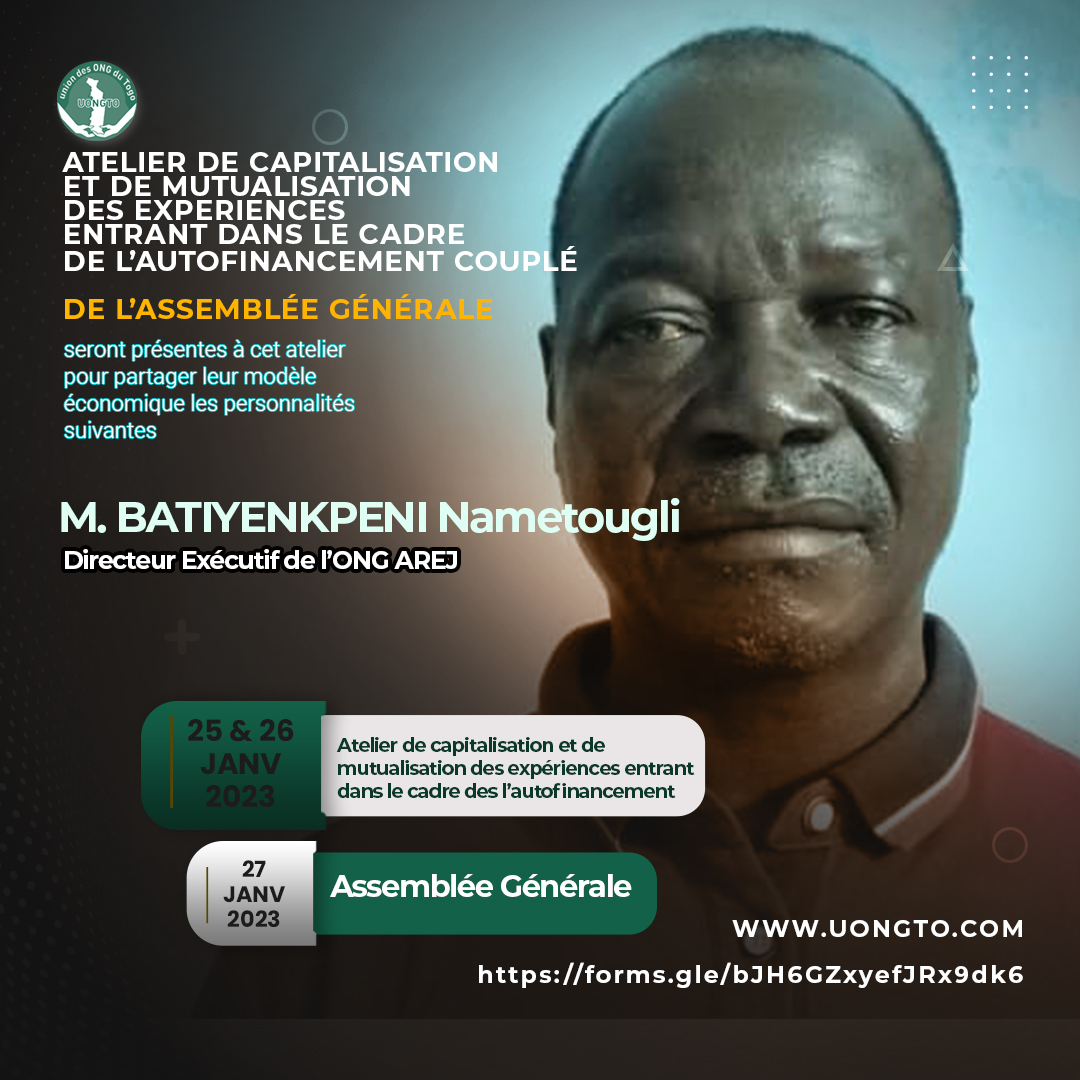 union des ONG du Togo
UONGTO
ATELIER DE CAPITALISATION
ET DE MUTUALISATION
DES EXPERIENCES
ENTRANT DANS LE CADRE
DE L’AUTOFINANCEMENT COUPLÉ
DE L’ASSEMBLÉE GÉNÉRALE
seront présentes à cet atelier
pour partager leur modèle
économique les personnalités
suivantes
M. BATIYENKPENI Nametougli
Directeur Exécutif de l’ONG AREJ
25 & 26
JANV
2023
Atelier de capitalisation et de
mutualisation des expériences entrant
dans le cadre des l’autofinancement
27
JANV
2023
Assemblée Générale
WWW.UONGTO.COM
https://forms.gle/bJH6GZxyefJRx9dk6